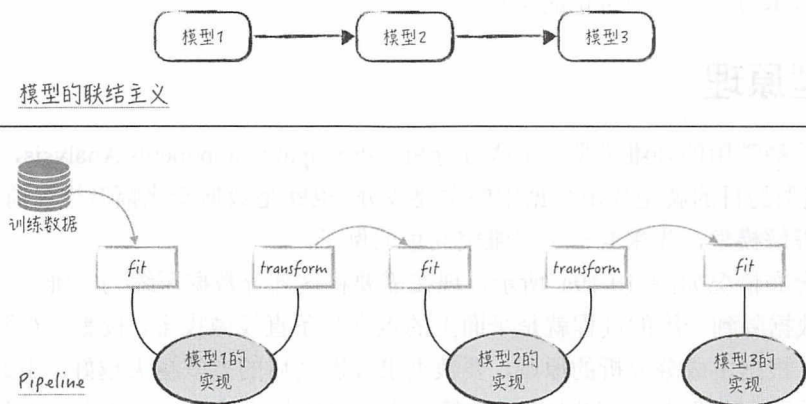 模型1
模型2
模型3
模型的联结主义
训练数据
fit
transform
fit
transform
fit
模型1的
实现
模型2的
实现
模型3的
实现
Pipeline